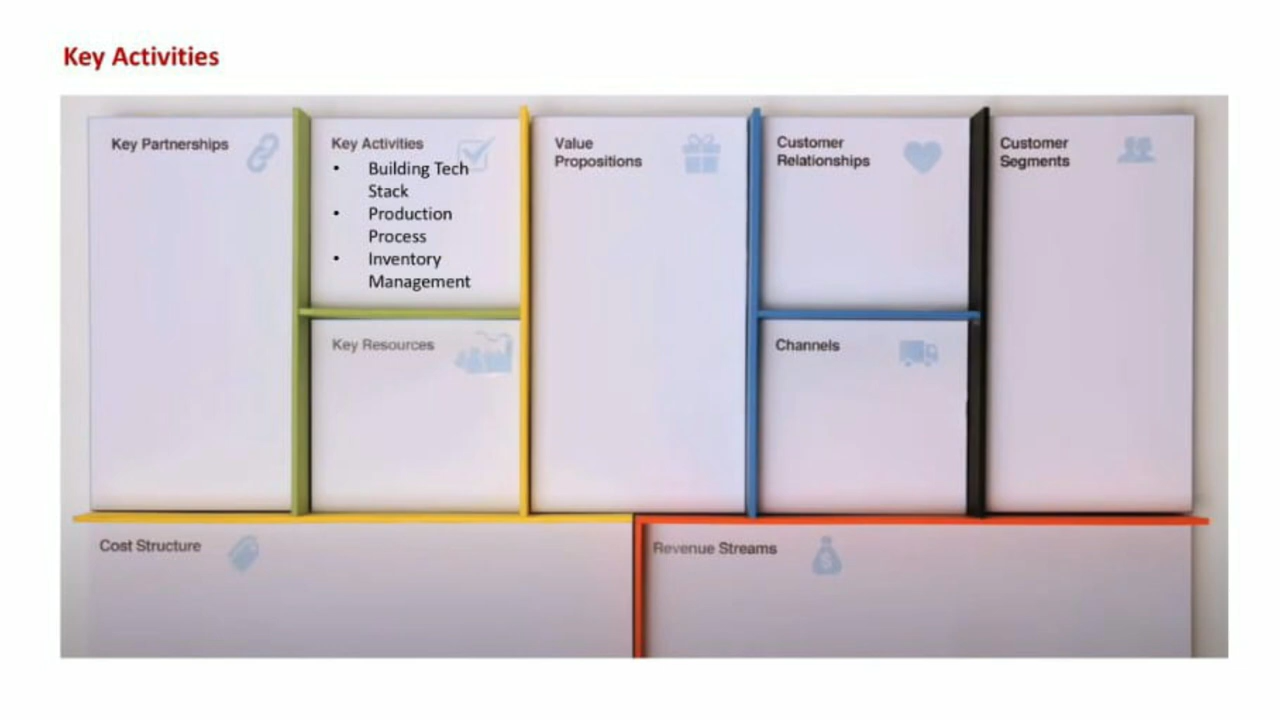 Key Activities
Key Partnerships
Key Activities
• Building Tech
Stack
• Production
Process
• Inventory
Management
Key Resources
Value
Propositions
Customer
Relationships
Channels
Customer
Segments
Cost Structure
Revenue Streams
$